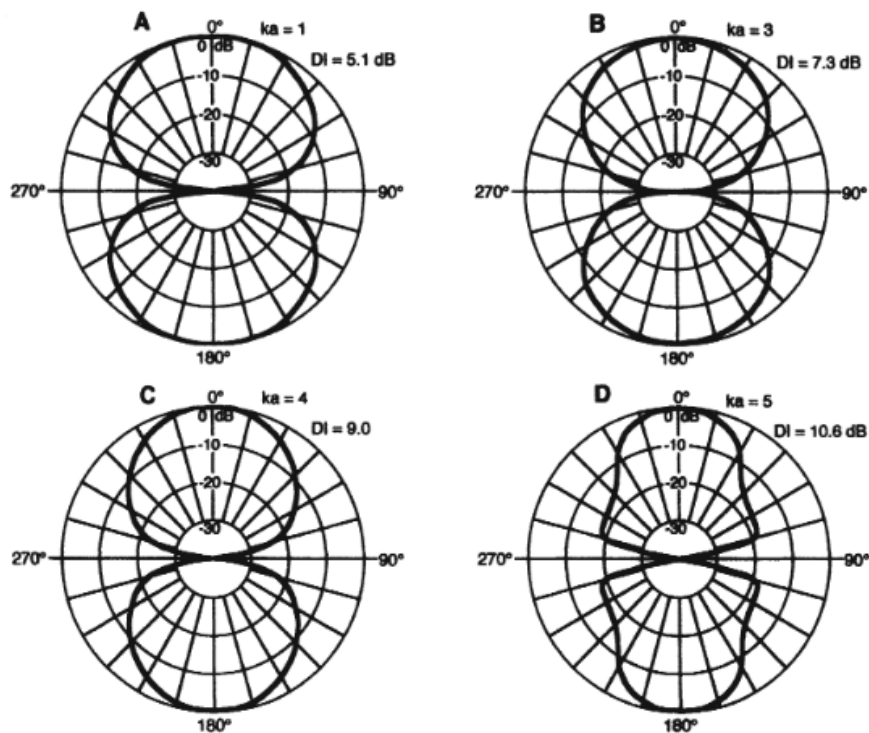 A
0°
ka = 1
0 dB
DI = 5.1 dB
-10
-20
-30
270°
90°
180°
B
0°
ka = 3
0 dB
DI = 7.3 dB
-10
-20
-30
270°
90°
180°
C
0°
ka = 4
0 dB
DI = 9.0
-10
-20
-30
270°
90°
180°
D
0°
ka = 5
0 dB
DI = 10.6 dB
-10
-20
-30
270°
90°
180°